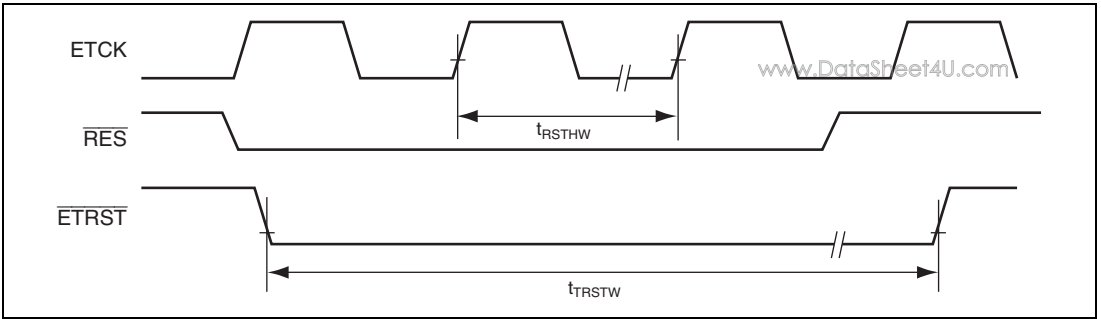 ETCK
www.DataSheet4U.com
tRSTHW
RES
ETRST
tTRSTW